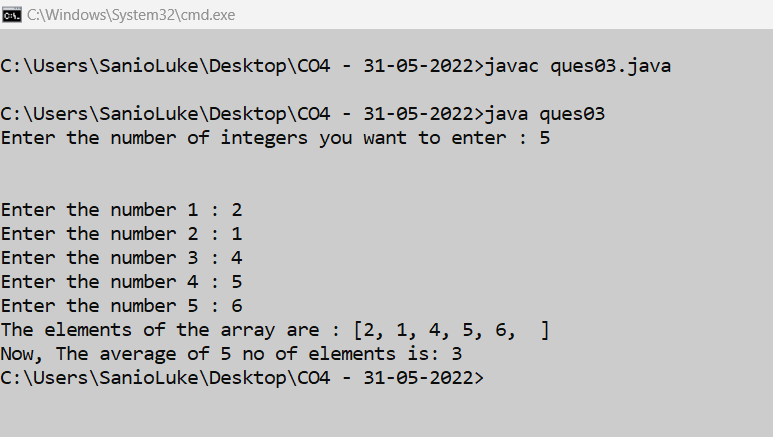 C:\Windows\System32\cmd.exe
C:\Users\SanioLuke\Desktop\CO4 - 31-05-2022>javac ques03.java
C:\Users\SanioLuke\Desktop\CO4 - 31-05-2022>java ques03
Enter the number of integers you want to enter : 5
Enter the number 1 : 2
Enter the number 2 : 1
Enter the number 3 : 4
Enter the number 4 : 5
Enter the number 5 : 6
The elements of the array are : [2, 1, 4, 5, 6,  ]
Now, The average of 5 no of elements is: 3
C:\Users\SanioLuke\Desktop\CO4 - 31-05-2022>